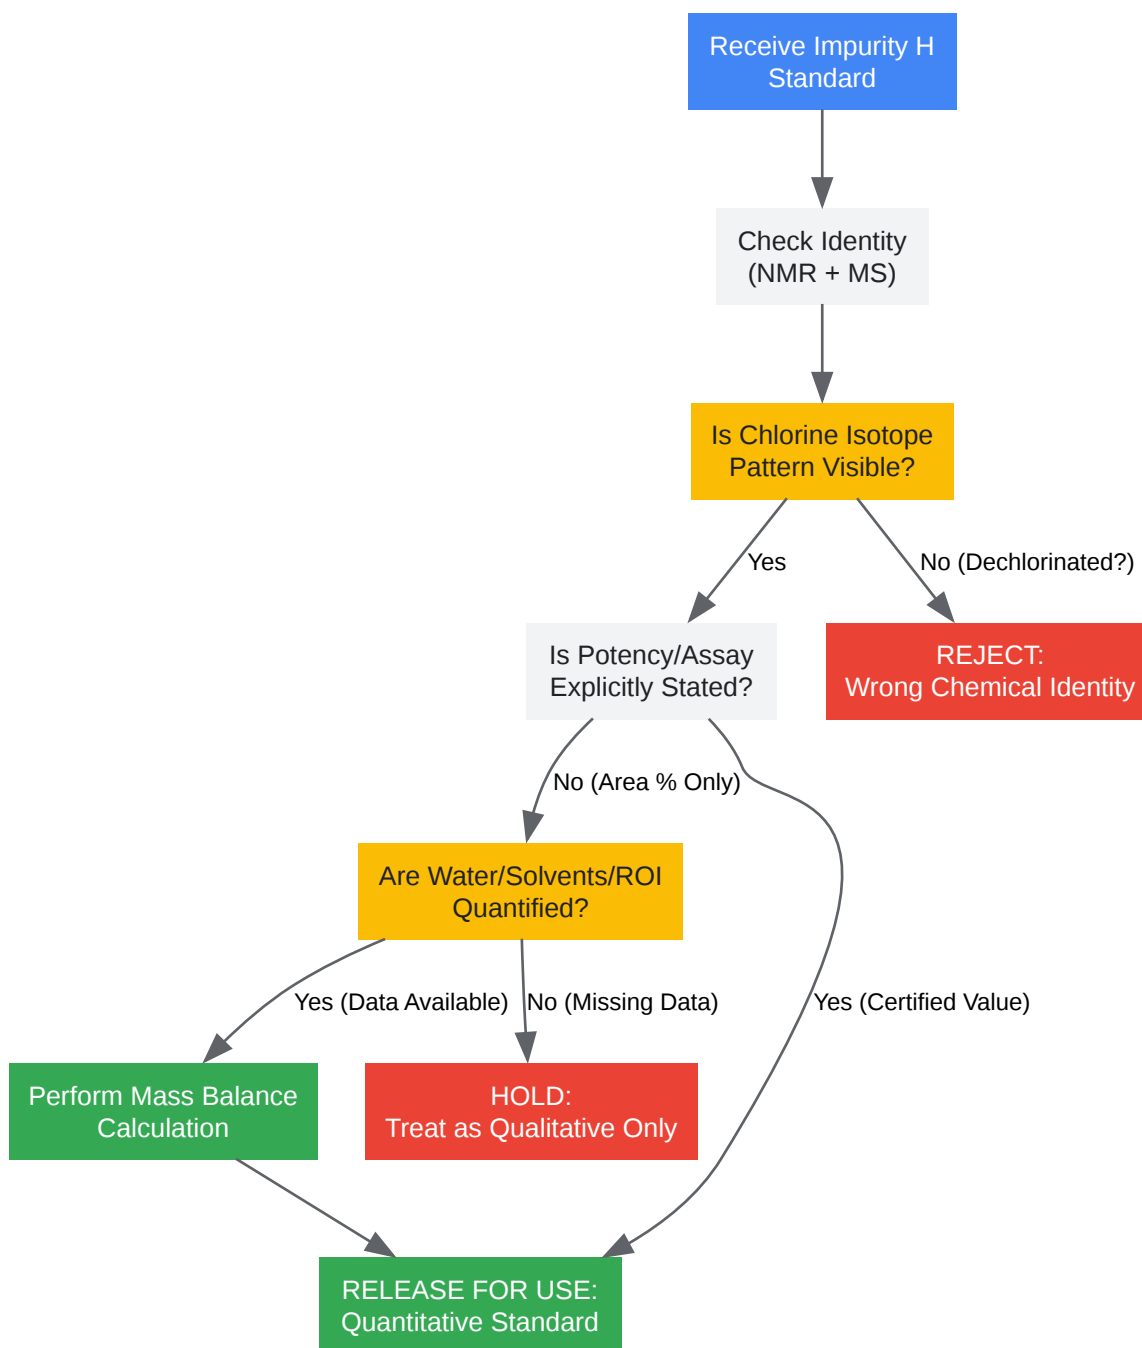 Receive Impurity H
Standard
Check Identity
(NMR + MS)
Is Chlorine Isotope
Pattern Visible?
Yes
No (Dechlorinated?)
Is Potency/Assay
Explicitly Stated?
REJECT:
Wrong Chemical Identity
No (Area % Only)
Are Water/Solvents/ROI
Quantified?
Yes (Data Available)
No (Missing Data)
Yes (Certified Value)
Perform Mass Balance
Calculation
HOLD:
Treat as Qualitative Only
RELEASE FOR USE:
Quantitative Standard